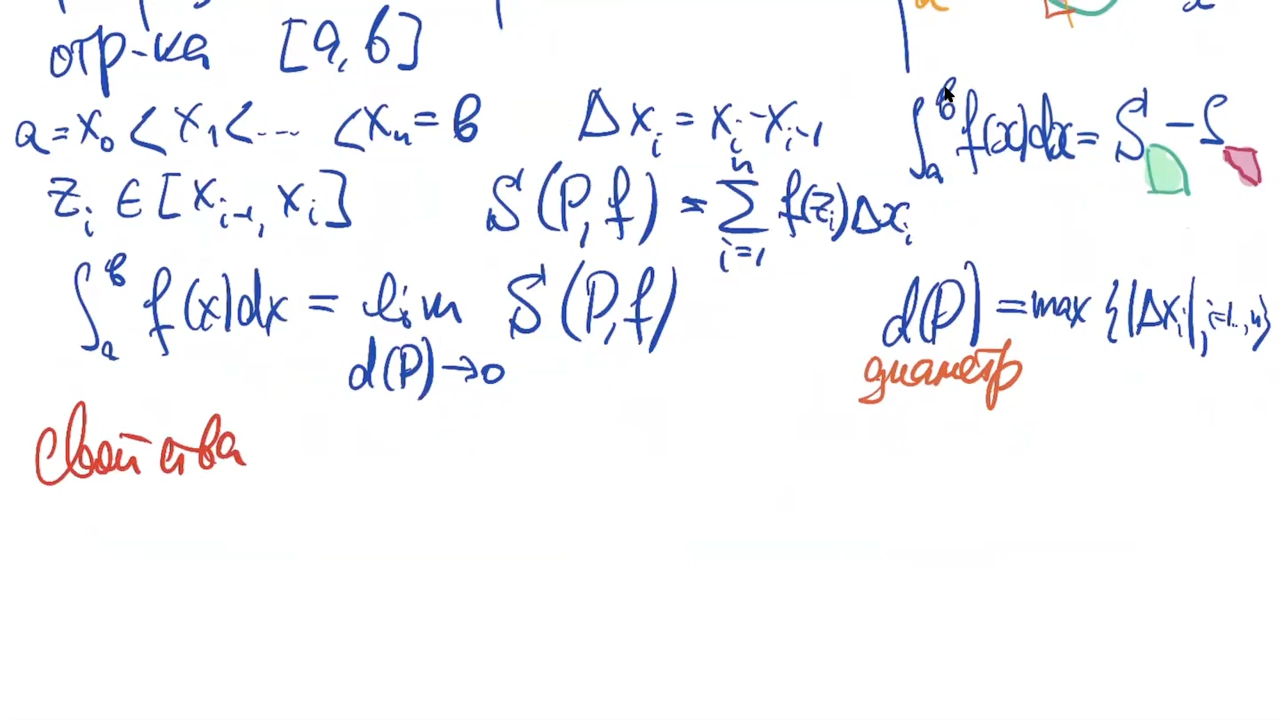 отр-ка [a, b]
a = x₀ < x₁ < ... < xₙ = b   Δxᵢ = xᵢ - xᵢ₋₁   ∫ₐᵇ f(x)dx = S - S
zᵢ ∈ [xᵢ₋₁, xᵢ]   S(P, f) = ∑ᵢ₌₁ⁿ f(zᵢ)Δxᵢ
∫ₐᵇ f(x)dx = lim S(P, f)   d(P) = max {|Δxᵢ|, i=1..,n}
d(P)→0   диаметр
свойства